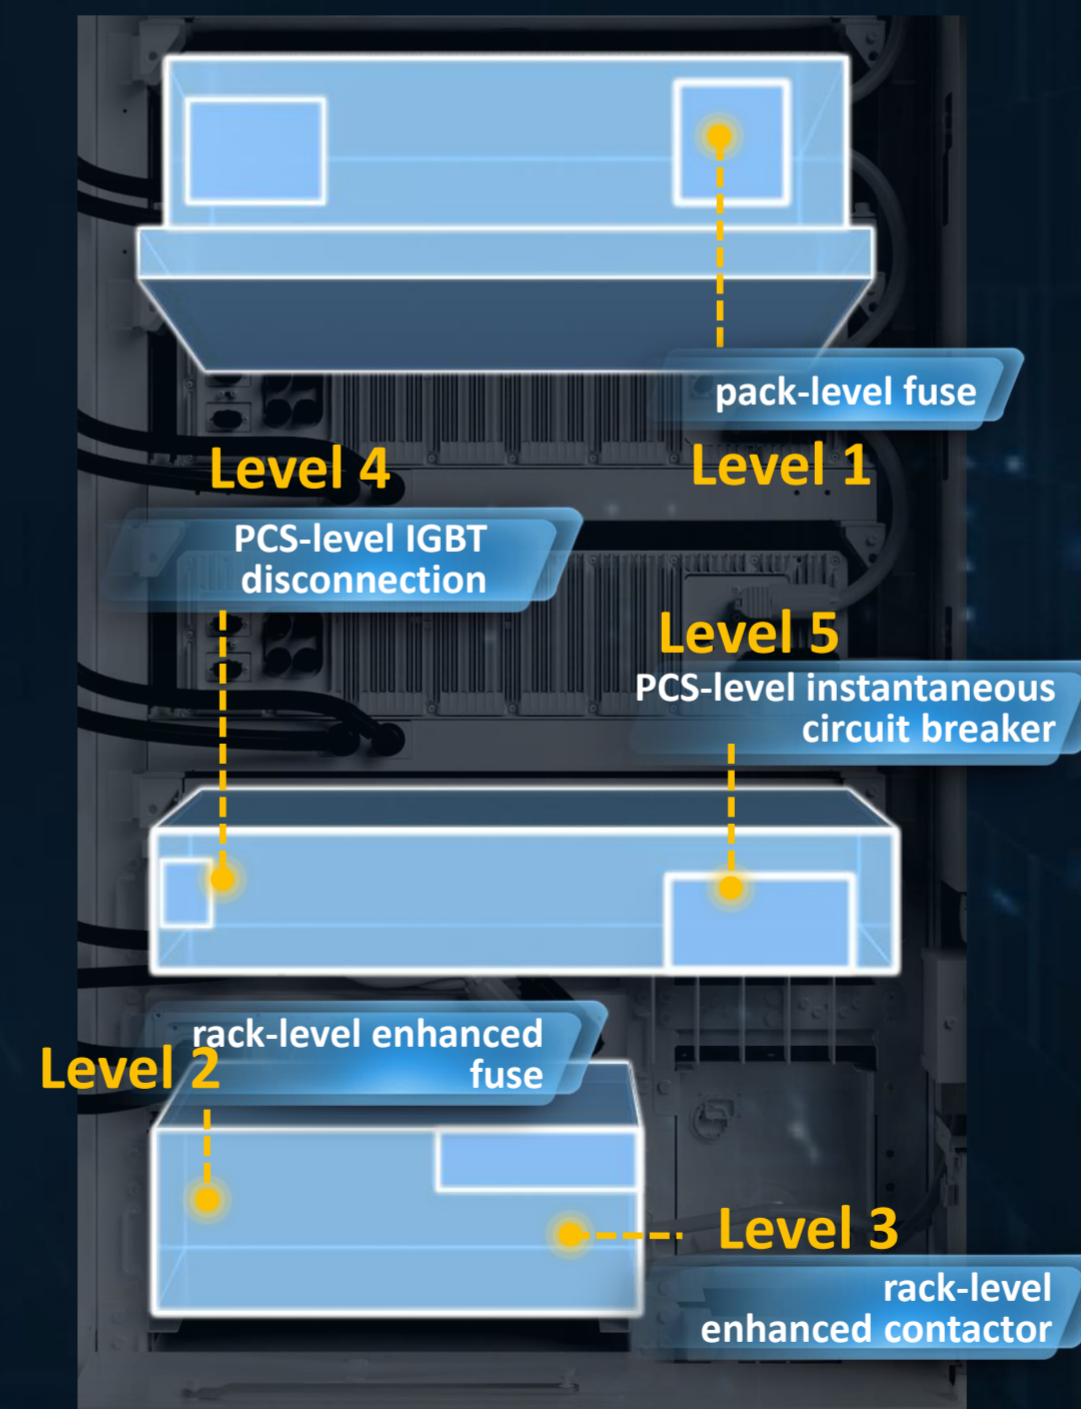 pack-level fuse
Level 1
Level 4
PCS-level IGBT
disconnection
Level 5
PCS-level instantaneous
circuit breaker
rack-level enhanced
fuse
Level 2
Level 3
rack-level
enhanced contactor